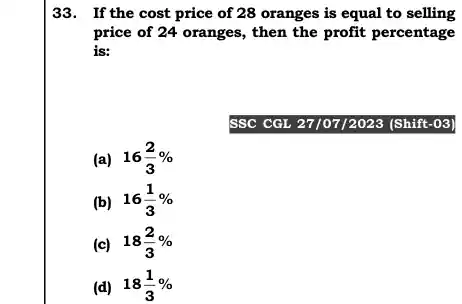 33. If the cost price of 28 oranges is equal to selling
price of 24 oranges, then the profit percentage
is:
SSC CGL 27/07/2023 (Shift-03)
(a) 16 2/3 %
(b) 16 1/3 %
(c) 18 2/3 %
(d) 18 1/3 %